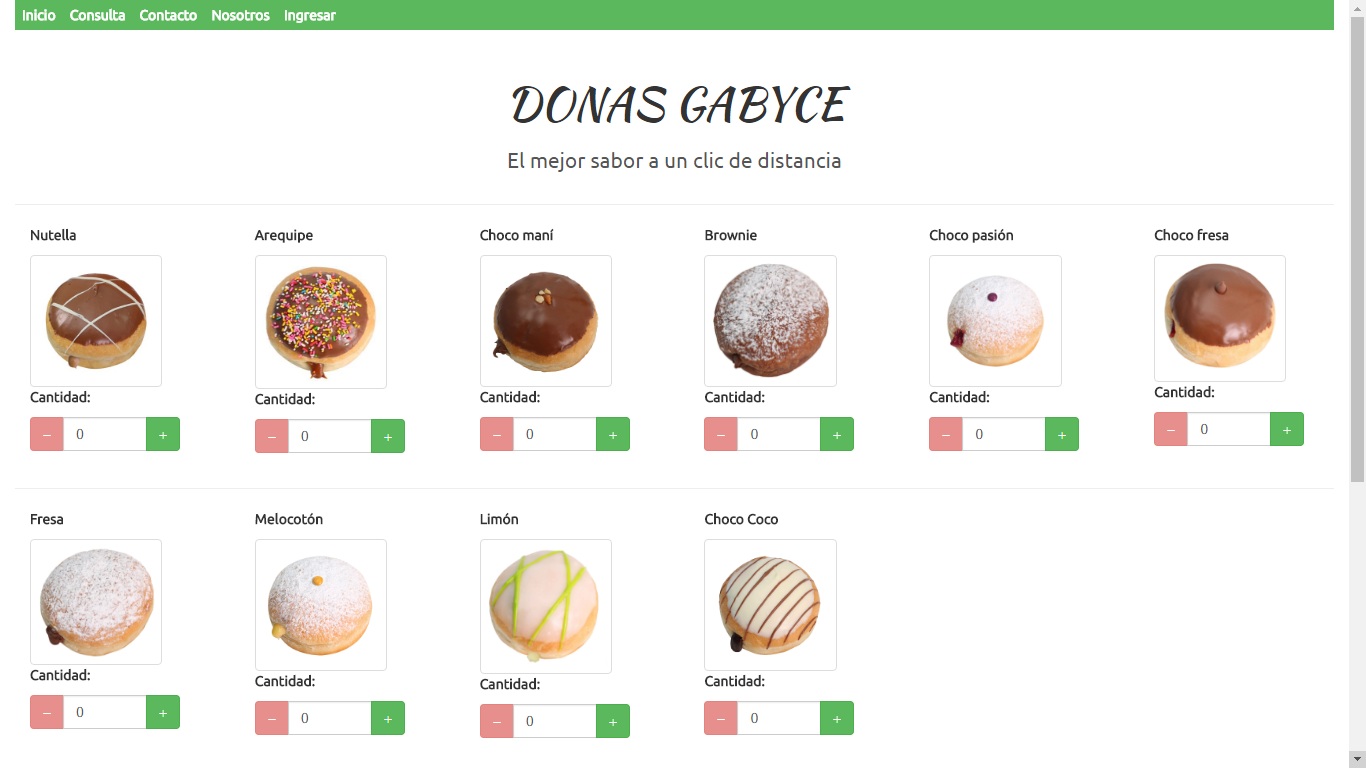 Inicio Consulta Contacto Nosotros Ingresar
DONAS GABYCE
El mejor sabor a un clic de distancia
Nutella Arequipe Choco maní Brownie Choco pasión Choco fresa
Cantidad: Cantidad: Cantidad: Cantidad: Cantidad: Cantidad:
– 0 + – 0 + – 0 + – 0 + – 0 + – 0 +
Fresa Melocotón Limón Choco Coco
Cantidad: Cantidad: Cantidad: Cantidad:
– 0 + – 0 + – 0 + – 0 +